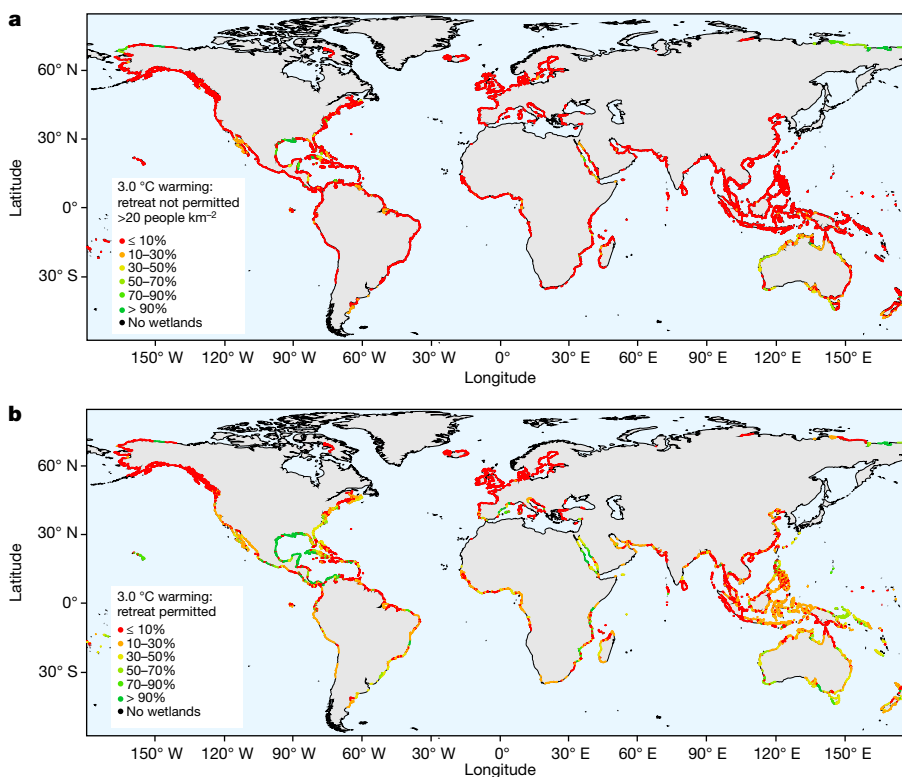 a
60° N
30° N
0°
30° S
Latitude
3.0 °C warming:
retreat not permitted
>20 people km⁻²
≤ 10%
10–30%
30–50%
50–70%
70–90%
> 90%
No wetlands
150° W 120° W 90° W 60° W 30° W 0° 30° E 60° E 90° E 120° E 150° E
Longitude
b
60° N
30° N
0°
30° S
Latitude
3.0 °C warming:
retreat permitted
≤ 10%
10–30%
30–50%
50–70%
70–90%
> 90%
No wetlands
150° W 120° W 90° W 60° W 30° W 0° 30° E 60° E 90° E 120° E 150° E
Longitude